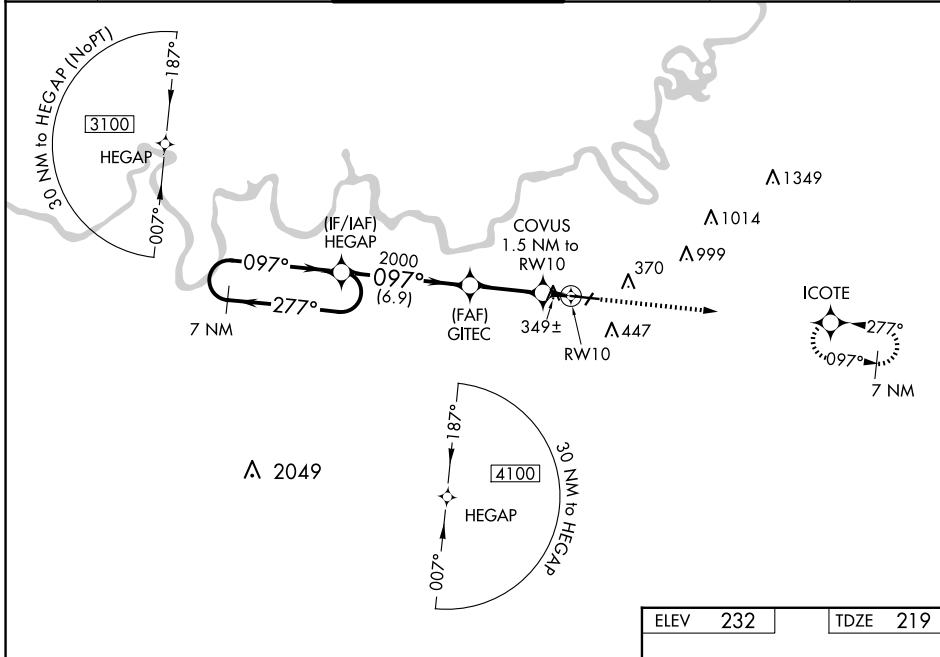 30 NM to HEGAP (NoPT)
187°
3100
HEGAP
007°
1349
1014
999
370
(IF/IAF)
HEGAP
COVUS
1.5 NM to
RW10
2000
097°
097°
(6.9)
277°
7 NM
(FAF)
GITEC
349±
447
RW10
ICOTE
277°
097°
7 NM
2049
187°
4100
HEGAP
007°
30 NM to HEGAP
ELEV 232
TDZE 219